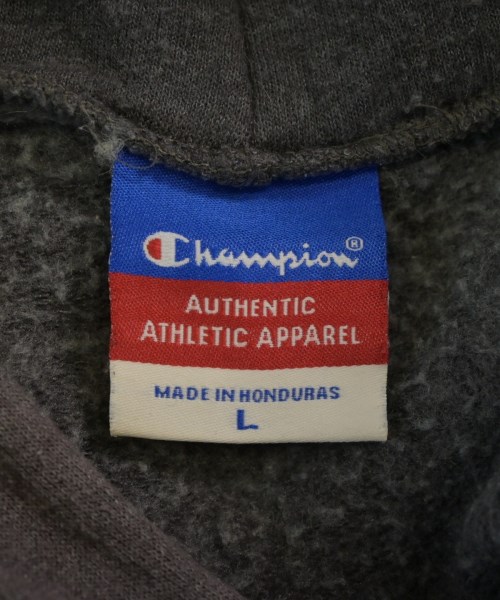 Champion®
AUTHENTIC
ATHLETIC APPAREL
MADE IN HONDURAS
L